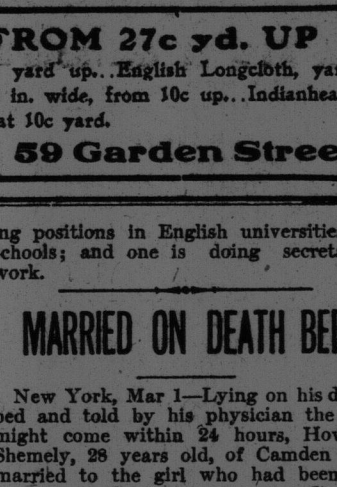 FROM 27c yd. UP
yard up...English Longcloth, ya
in. wide, from 10c up...Indianhea
at 10c yard.
59 Garden Stree
ng positions in English universitie
chools; and one is doing secret
work.
MARRIED ON DEATH BE
New York, Mar 1—Lying on his d
bed and told by his physician the
might come within 24 hours, How
Shemely, 28 years old, of Camden
married to the girl who had been